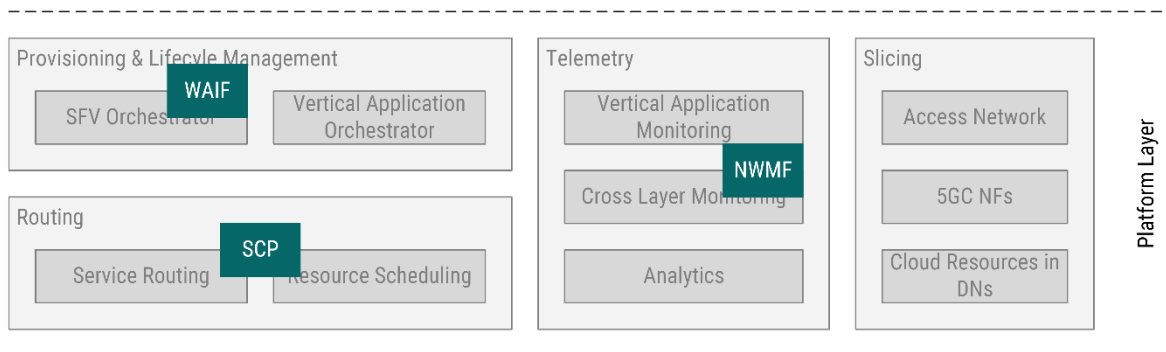 Provisioning & Lifecyle Management
WAIF
SFV Orchestrator
Vertical Application
Orchestrator
Routing
SCP
Service Routing
Resource Scheduling
Telemetry
Vertical Application
Monitoring
NWMF
Cross Layer Monitoring
Analytics
Slicing
Access Network
5GC NFs
Cloud Resources in
DNs
Platform Layer